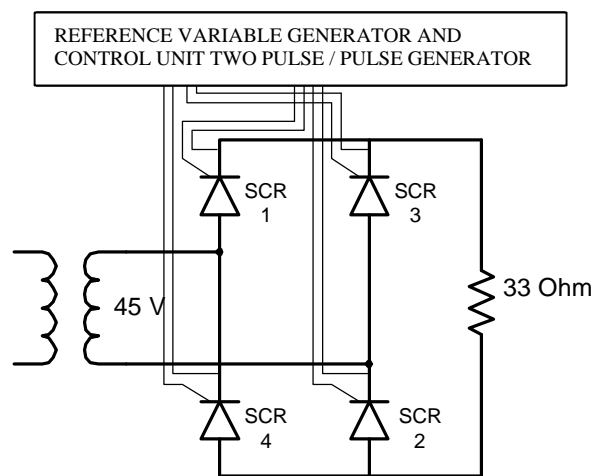 REFERENCE VARIABLE GENERATOR AND
CONTROL UNIT TWO PULSE / PULSE GENERATOR
SCR
1
SCR
3
45 V
33 Ohm
SCR
4
SCR
2